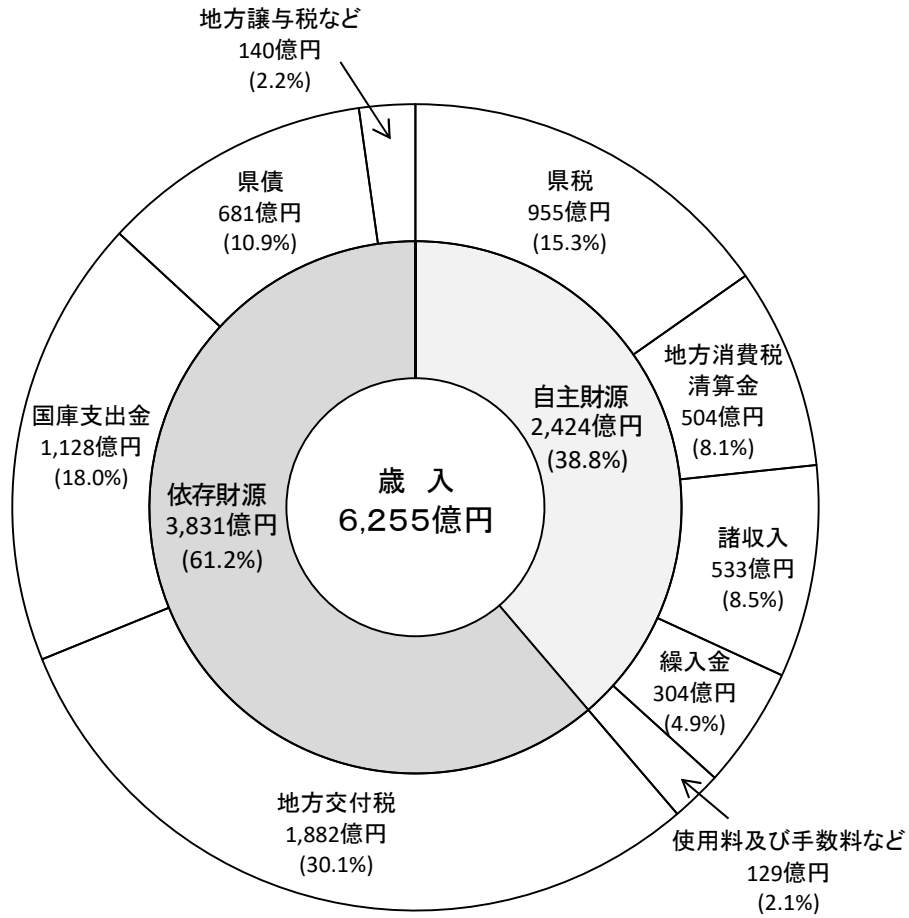 地方譲与税など
140億円
(2.2%)
県債
681億円
(10.9%)
県税
955億円
(15.3%)
地方消費税
清算金
504億円
(8.1%)
自主財源
2,424億円
(38.8%)
国庫支出金
1,128億円
(18.0%)
歳 入
6,255億円
依存財源
3,831億円
(61.2%)
諸収入
533億円
(8.5%)
繰入金
304億円
(4.9%)
地方交付税
1,882億円
(30.1%)
使用料及び手数料など
129億円
(2.1%)